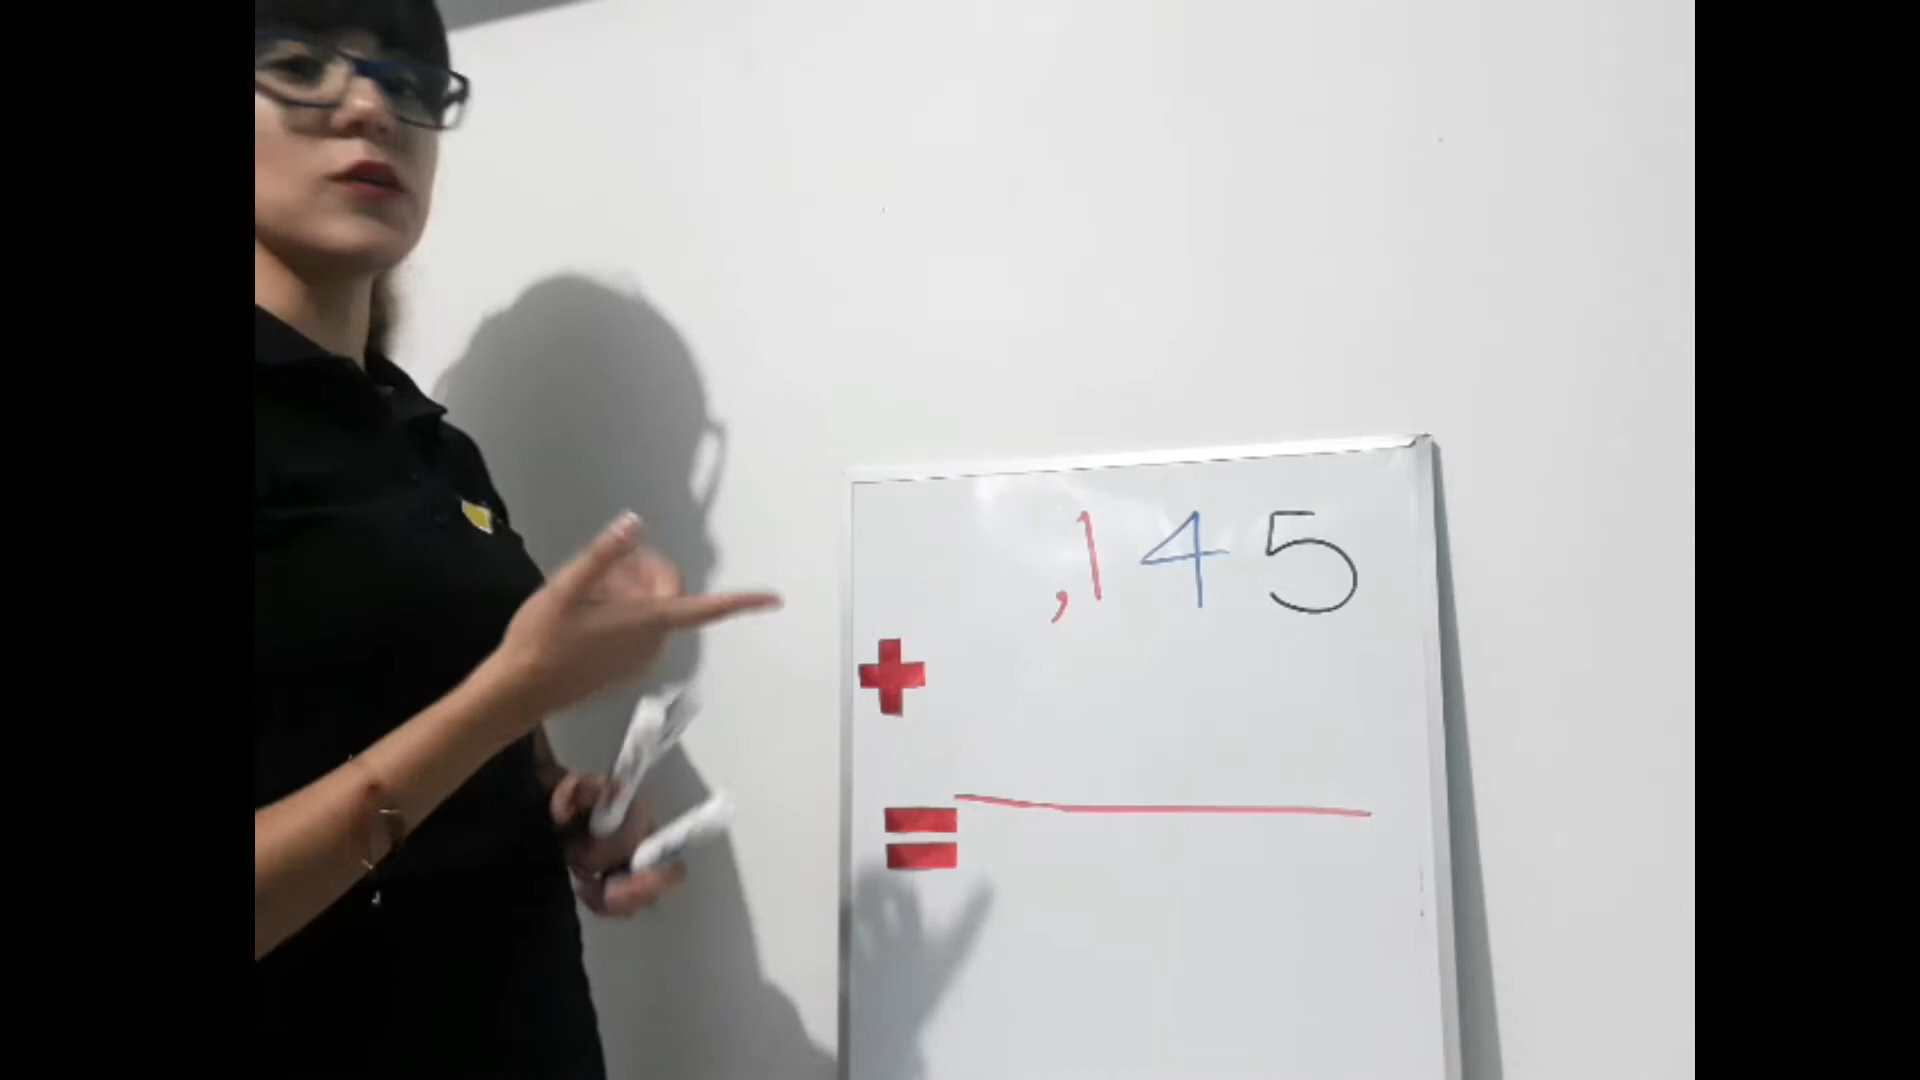 ,145
+
=